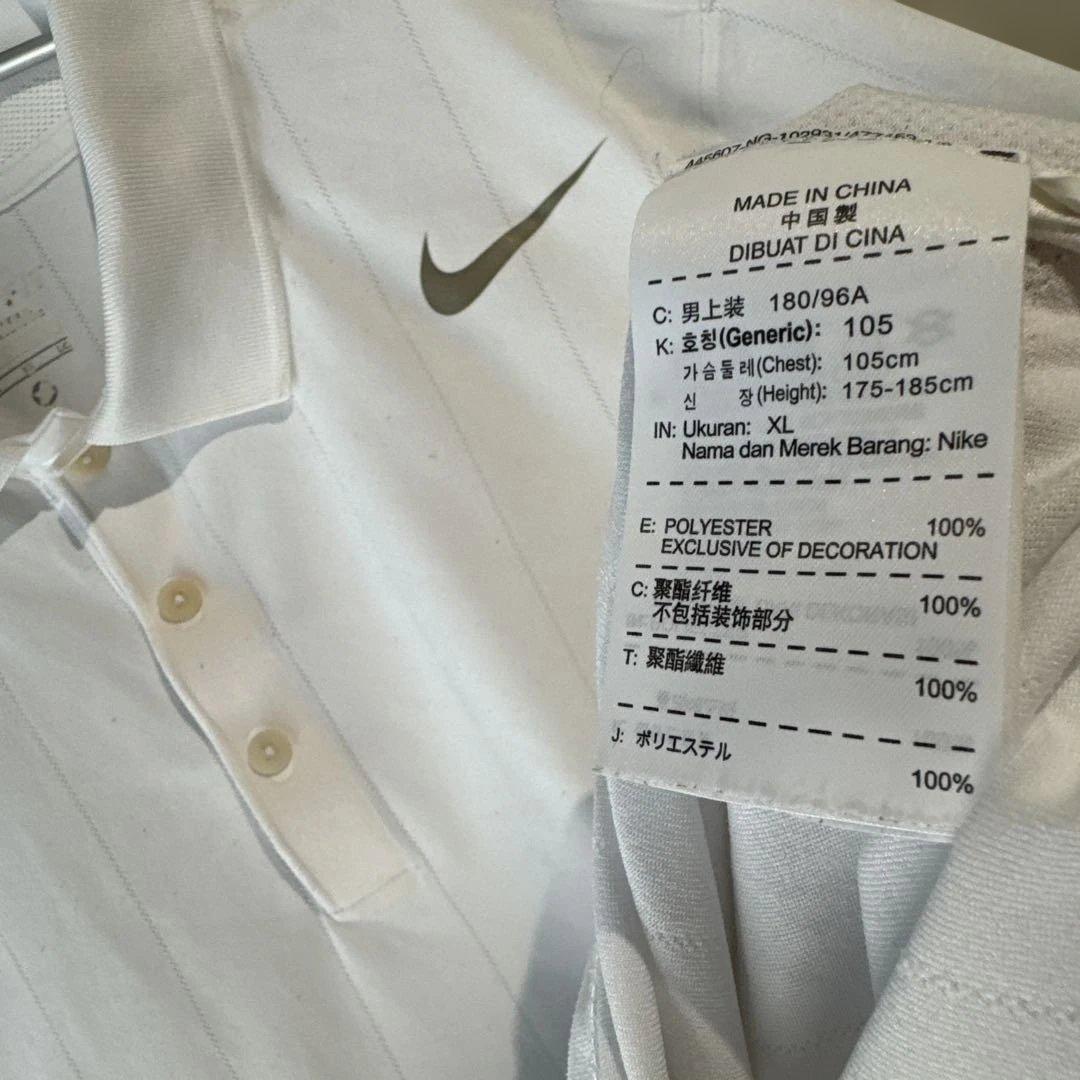 MADE IN CHINA
中国製
DIBUAT DI CINA
C: 男上装 180/96A
K: 호칭(Generic): 105
가슴둘레(Chest): 105cm
신 장(Height): 175-185cm
IN: Ukuran: XL
Nama dan Merek Barang: Nike
E: POLYESTER 100%
EXCLUSIVE OF DECORATION
C: 聚酯纤维 100%
不包括装饰部分
T: 聚酯纖維 100%
J: ポリエステル 100%